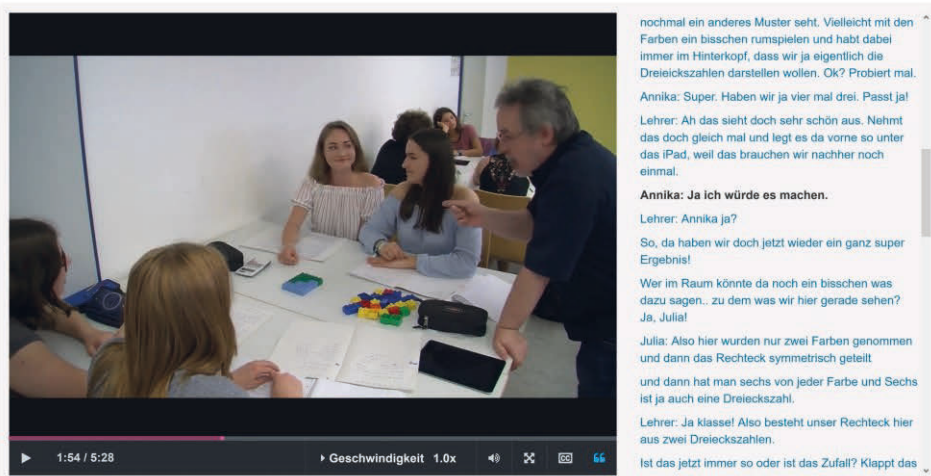 nochmal ein anderes Muster seht. Vielleicht mit den
Farben ein bisschen rumspielen und habt dabei
immer im Hinterkopf, dass wir ja eigentlich die
Dreieickszahlen darstellen wollen. Ok? Probiert mal.
Annika: Super. Haben wir ja vier mal drei. Passt ja!
Lehrer: Ah das sieht doch sehr schön aus. Nehmt
das doch gleich mal und legt es da vorne so unter
das iPad, weil das brauchen wir nachher noch
einmal.
Annika: Ja ich würde es machen.
Lehrer: Annika ja?
So, da haben wir doch jetzt wieder ein ganz super
Ergebnis!
Wer im Raum könnte da noch ein bisschen was
dazu sagen.. zu dem was wir hier gerade sehen?
Ja, Julia!
Julia: Also hier wurden nur zwei Farben genommen
und dann das Rechteck symmetrisch geteilt
und dann hat man sechs von jeder Farbe und Sechs
ist ja auch eine Dreieckszahl.
Lehrer: Ja klasse! Also besteht unser Rechteck hier
aus zwei Dreieckszahlen.
Ist das jetzt immer so oder ist das Zufall? Klappt das
1:54 / 5:28
Geschwindigkeit 1.0x
CC